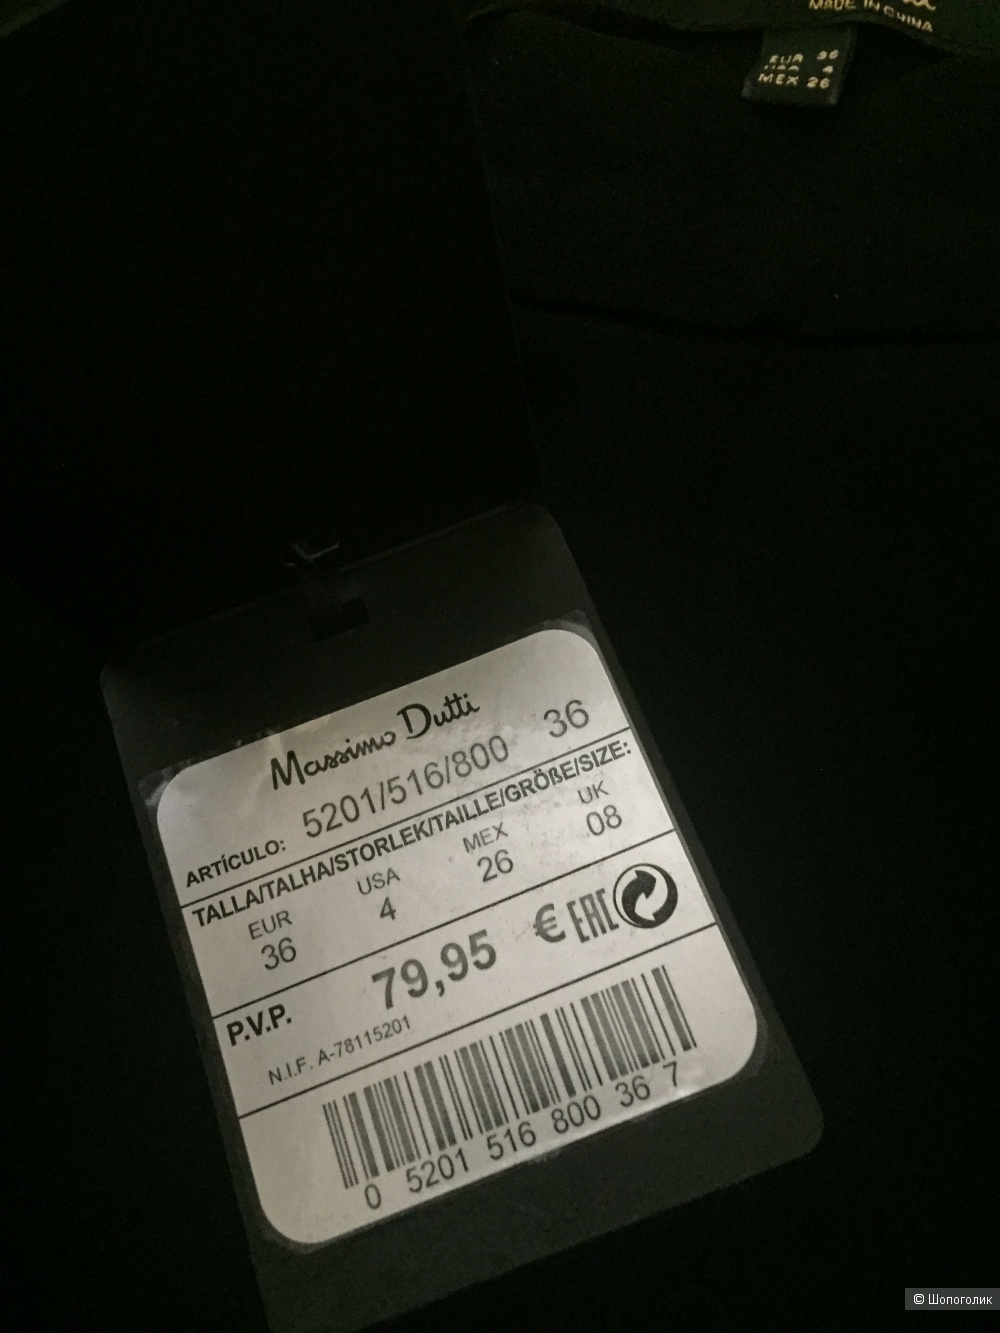 MADE IN CHINA
EUR 36
USA 4
MEX 26
Massimo Dutti
ARTÍCULO: 5201/516/800 36
TALLA/TALHA/STORLEK/TAILLE/GRÖßE/SIZE:
EUR USA MEX UK
36 4 26 08
P.V.P. 79,95 € EAC
N.I.F. A-78115201
0 5201 516 800 36 7
© Шопоголик